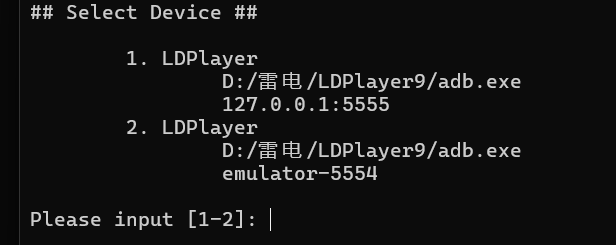 ## Select Device ##
1. LDPlayer
D:/雷电/LDPlayer9/adb.exe
127.0.0.1:5555
2. LDPlayer
D:/雷电/LDPlayer9/adb.exe
emulator-5554
Please input [1-2]: